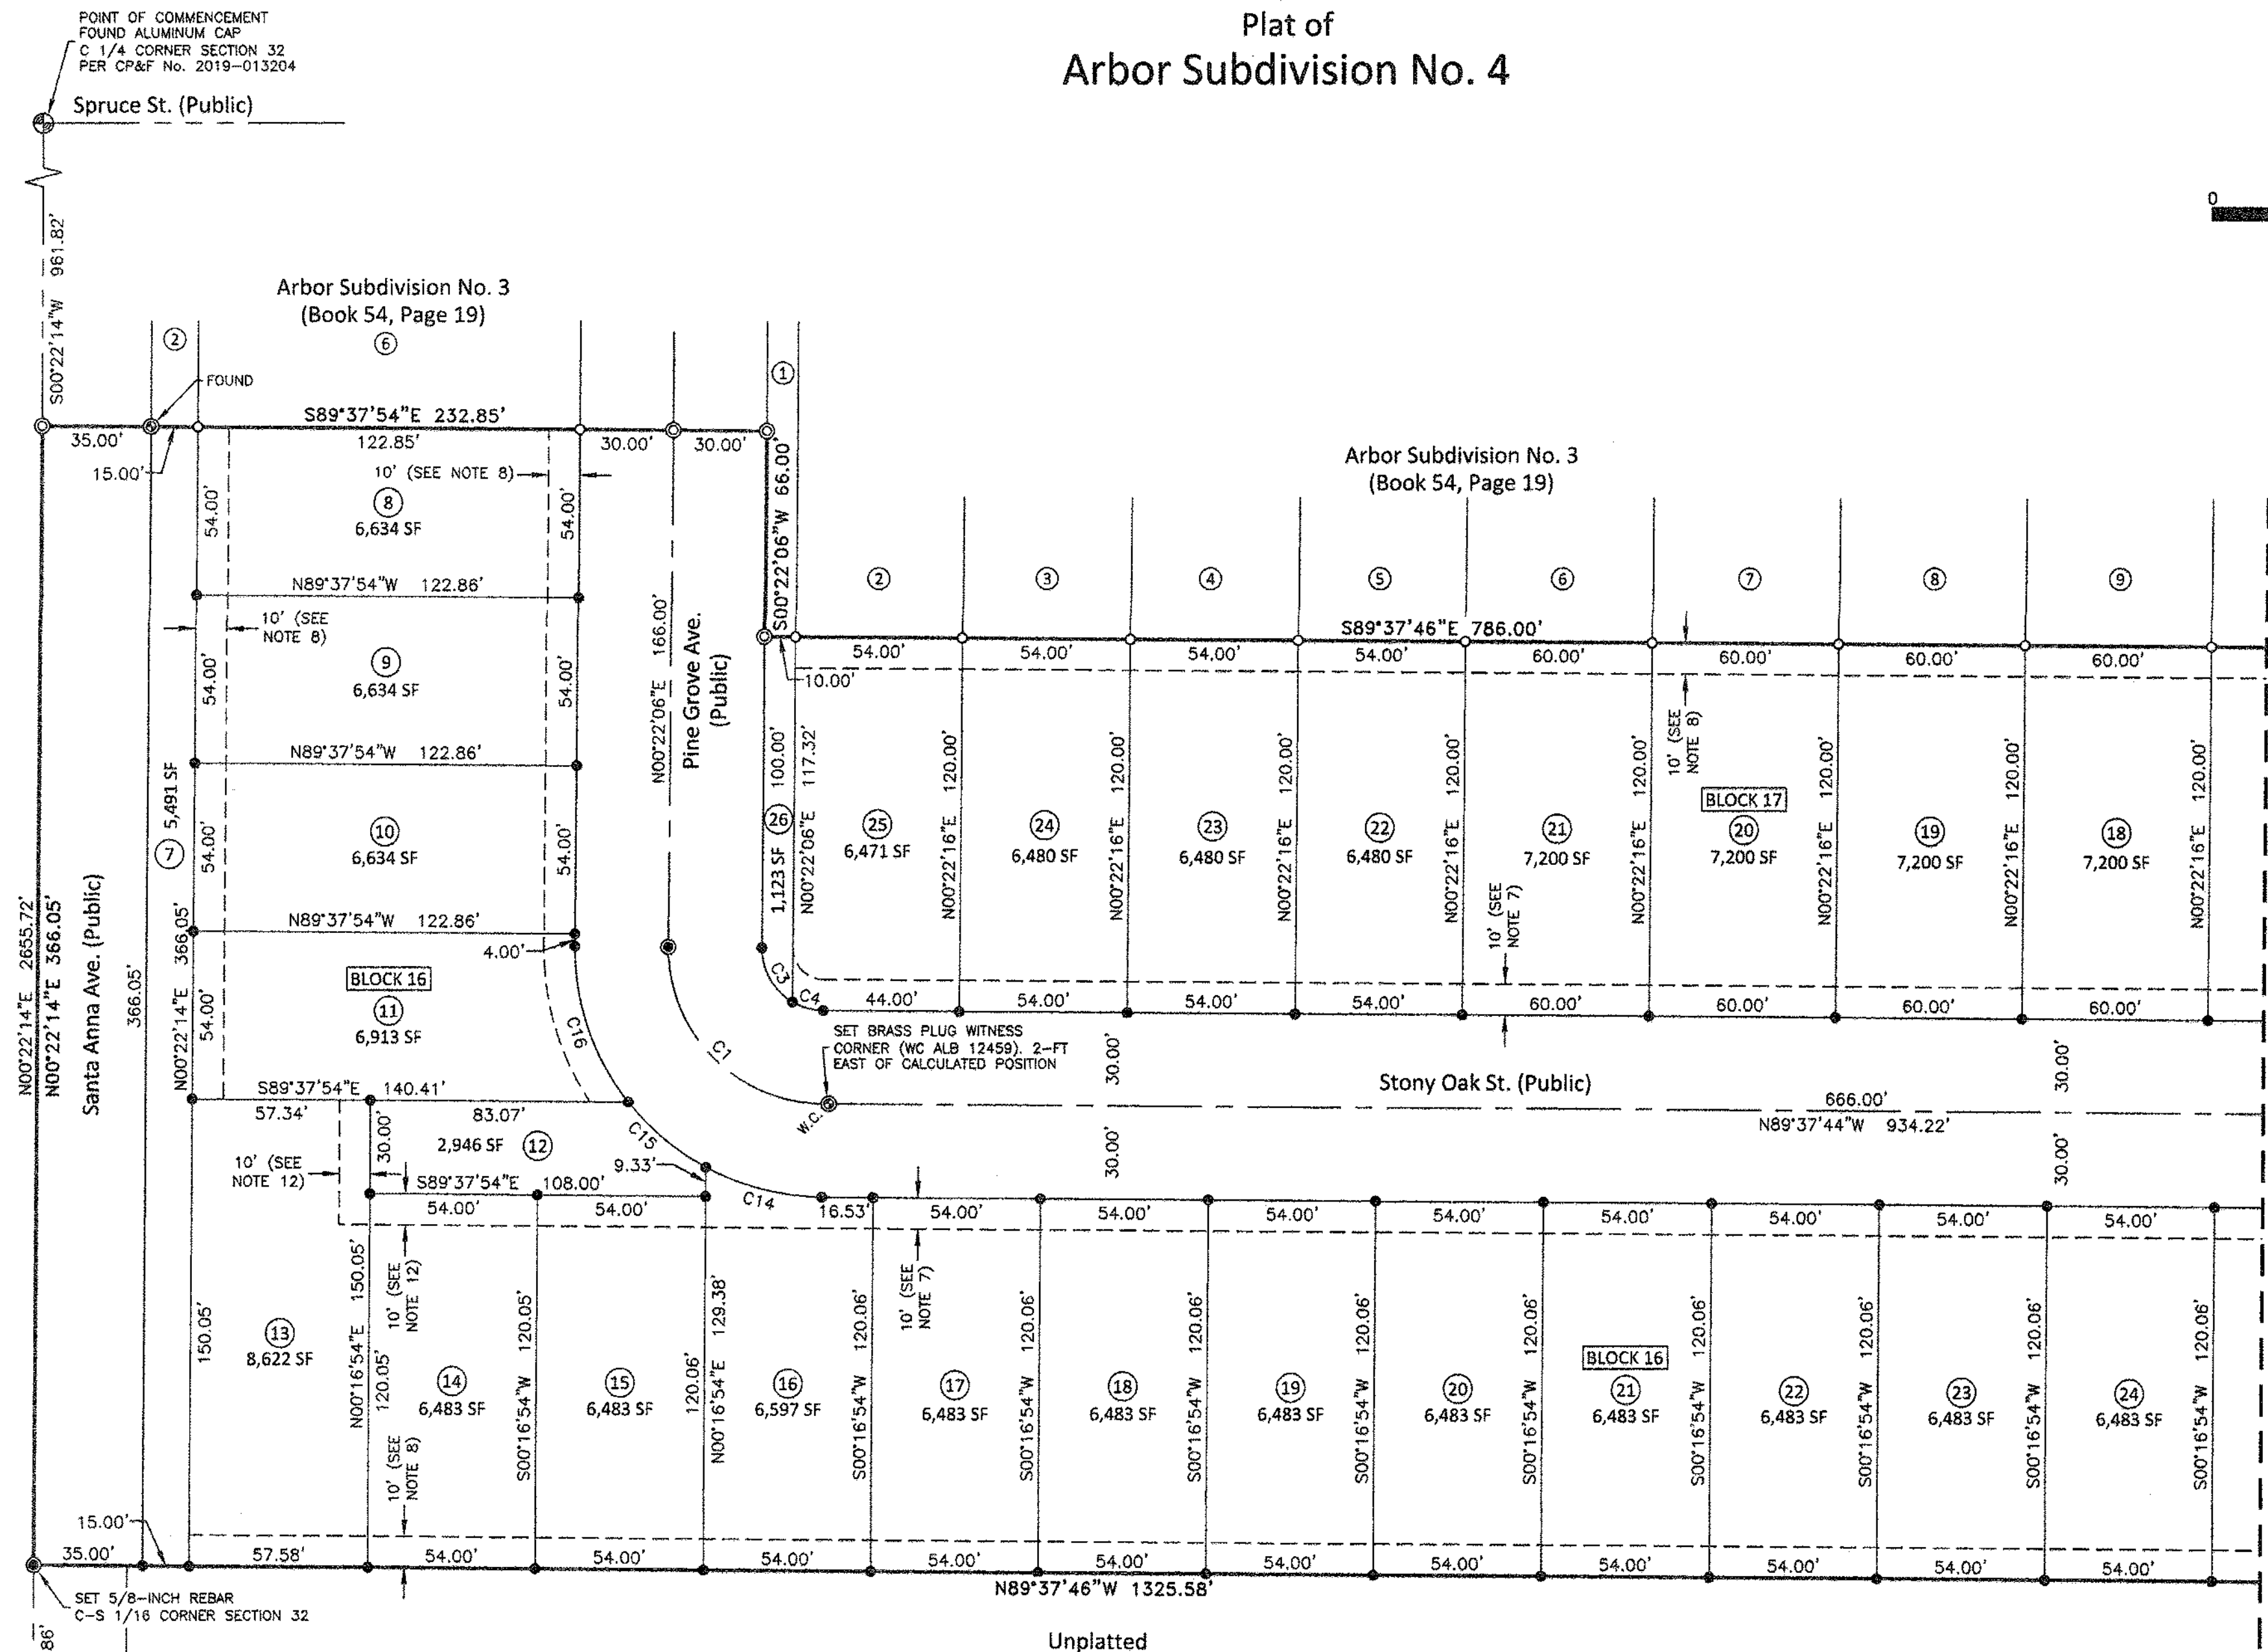 Plat of
Arbor Subdivision No. 4
POINT OF COMMENCEMENT
FOUND ALUMINUM CAP
C 1/4 CORNER SECTION 32
PER CP&F No. 2019-013204
Spruce St. (Public)
0
S00°22'14"W 961.82'
Arbor Subdivision No. 3
(Book 54, Page 19)
2
6
1
FOUND
S89°37'54"E 232.85'
35.00'
15.00'
122.85'
30.00'
30.00'
10' (SEE NOTE 8)
S00°22'06"W 66.00'
Arbor Subdivision No. 3
(Book 54, Page 19)
54.00'
8
6,634 SF
54.00'
N89°37'54"W 122.86'
10' (SEE
NOTE 8)
54.00'
9
6,634 SF
54.00'
N89°37'54"W 122.86'
54.00'
10
6,634 SF
54.00'
N89°37'54"W 122.86'
4.00'
BLOCK 16
11
6,913 SF
54.00'
C16
N00°22'06"E 166.00'
Pine Grove Ave.
(Public)
2
3
4
5
6
7
8
9
S89°37'46"E 786.00'
10.00'
54.00'
54.00'
54.00'
54.00'
60.00'
60.00'
60.00'
60.00'
10' (SEE
NOTE 8)
100.00'
26
1,123 SF
N00°22'06"E 117.32'
25
6,471 SF
N00°22'16"E 120.00'
24
6,480 SF
N00°22'16"E 120.00'
23
6,480 SF
N00°22'16"E 120.00'
22
6,480 SF
N00°22'16"E 120.00'
21
7,200 SF
N00°22'16"E 120.00'
BLOCK 17
20
7,200 SF
N00°22'16"E 120.00'
19
7,200 SF
N00°22'16"E 120.00'
18
7,200 SF
N00°22'16"E 120.00'
10' (SEE
NOTE 7)
C3
C4
44.00'
54.00'
54.00'
54.00'
60.00'
60.00'
60.00'
60.00'
C1
SET BRASS PLUG WITNESS
CORNER (WC ALB 12459). 2-FT
EAST OF CALCULATED POSITION
W.C.
30.00'
30.00'
Stony Oak St. (Public)
666.00'
N89°37'44"W 934.22'
30.00'
30.00'
N00°22'14"E 2655.72'
N00°22'14"E 366.05'
Santa Anna Ave. (Public)
366.05'
7
5,491 SF
N00°22'14"E 366.05'
S89°37'54"E 140.41'
57.34'
83.07'
30.00'
2,946 SF
12
C15
9.33'
10' (SEE
NOTE 12)
S89°37'54"E 108.00'
54.00'
54.00'
C14
16.53'
54.00'
54.00'
54.00'
54.00'
54.00'
54.00'
54.00'
54.00'
150.05'
13
8,622 SF
N00°16'54"E 150.05'
120.05'
10' (SEE
NOTE 12)
10' (SEE
NOTE 8)
14
6,483 SF
S00°16'54"W 120.05'
15
6,483 SF
120.06'
N00°16'54"E 129.38'
16
6,597 SF
S00°16'54"W 120.06'
10' (SEE
NOTE 7)
17
6,483 SF
S00°16'54"W 120.06'
18
6,483 SF
S00°16'54"W 120.06'
19
6,483 SF
S00°16'54"W 120.06'
20
6,483 SF
S00°16'54"W 120.06'
BLOCK 16
21
6,483 SF
S00°16'54"W 120.06'
22
6,483 SF
S00°16'54"W 120.06'
23
6,483 SF
S00°16'54"W 120.06'
24
6,483 SF
S00°16'54"W 120.06'
15.00'
35.00'
57.58'
54.00'
54.00'
54.00'
54.00'
54.00'
54.00'
54.00'
54.00'
54.00'
54.00'
54.00'
N89°37'46"W 1325.58'
SET 5/8-INCH REBAR
C-S 1/16 CORNER SECTION 32
86'
Unplatted